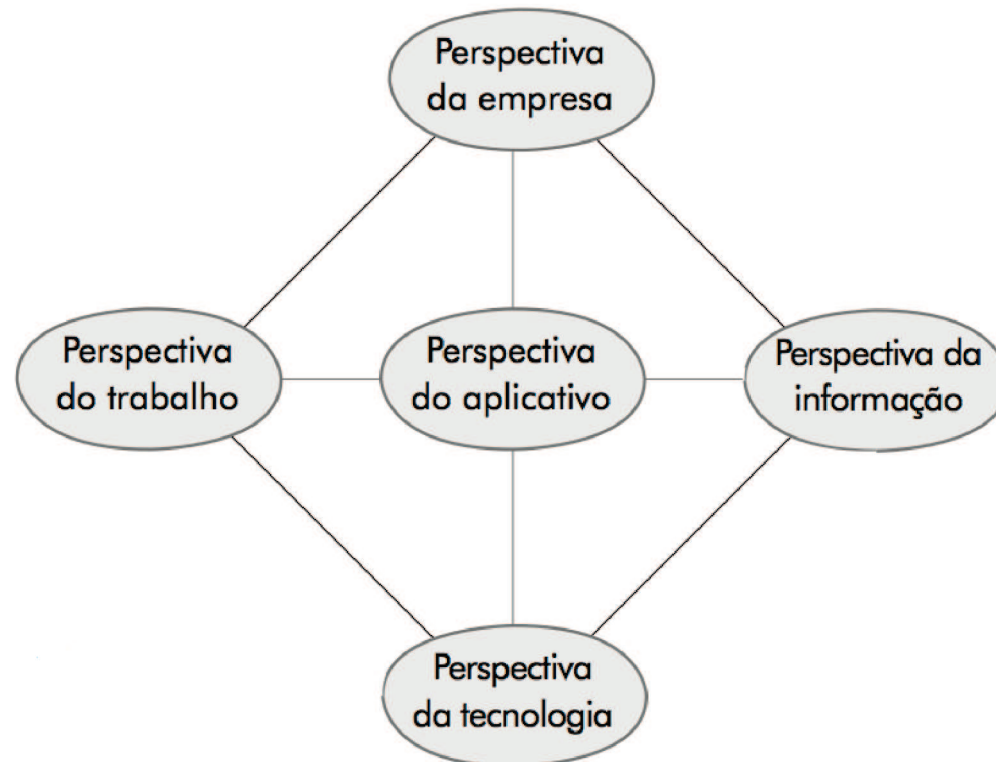 Perspectiva
da empresa
Perspectiva
do trabalho
Perspectiva
do aplicativo
Perspectiva da
informação
Perspectiva
da tecnologia